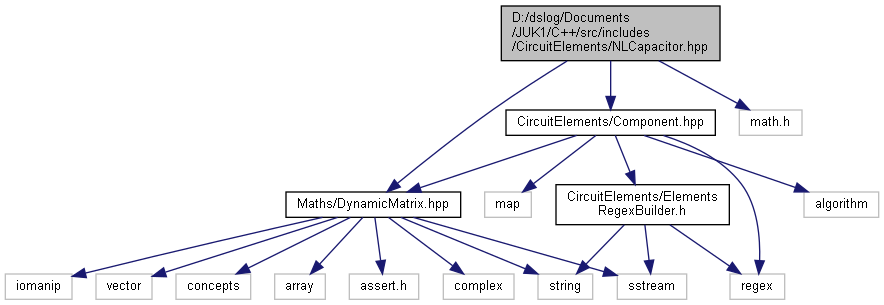 D:/dslog/Documents
/JUK1/C++/src/includes
/CircuitElements/NLCapacitor.hpp
CircuitElements/Component.hpp
math.h
Maths/DynamicMatrix.hpp
map
CircuitElements/Elements
RegexBuilder.h
algorithm
iomanip
vector
concepts
array
assert.h
complex
string
sstream
regex